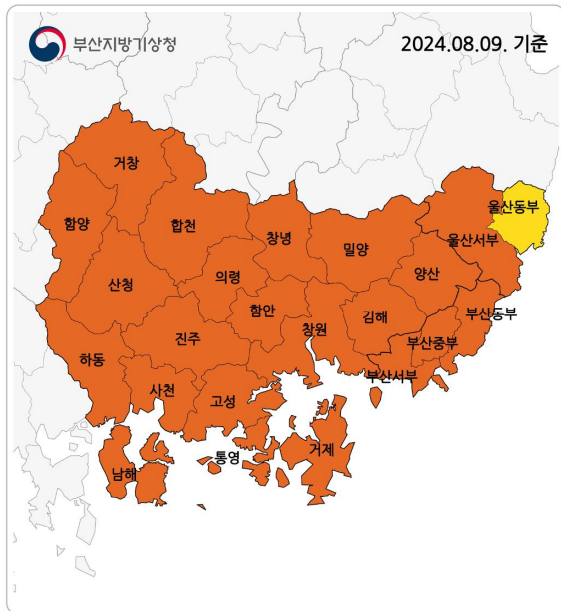 부산지방기상청
2024.08.09. 기준
거창
함양
합천
창녕
밀양
울산동부
울산서부
산청
의령
양산
함안
창원
김해
부산동부
하동
진주
부산중부
사천
고성
부산서부
남해
통영
거제